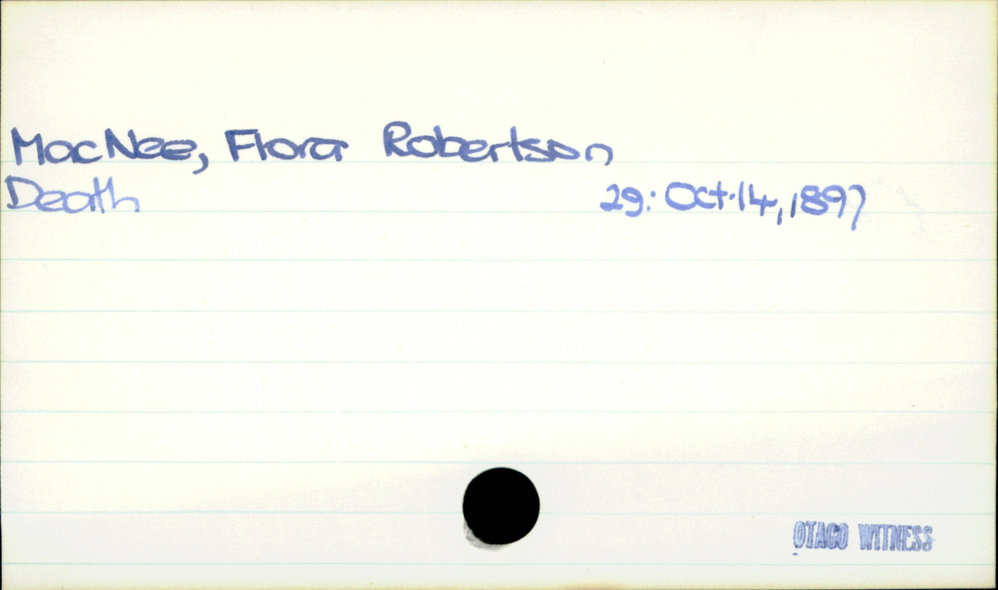 MacNee, Flora Robertson
Death 29: Oct. 14, 1897
OTAGO WITNESS